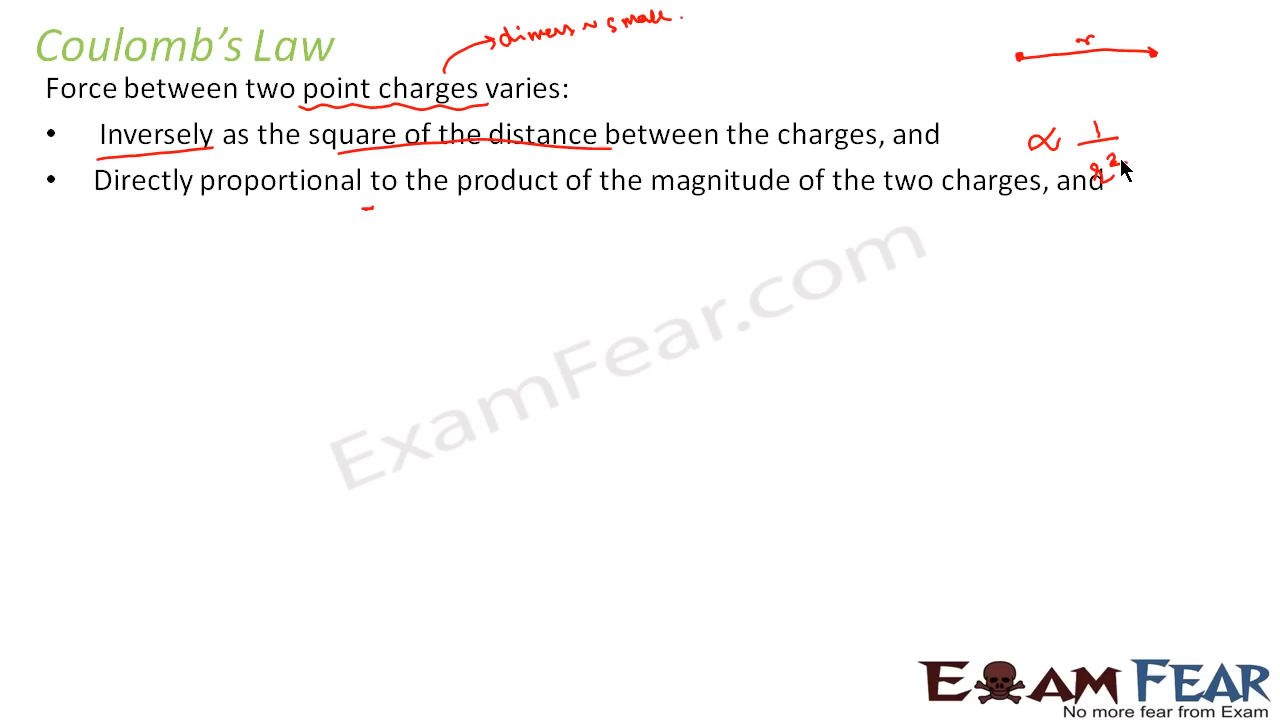 Coulomb's Law
dimens ~ small.
r
Force between two point charges varies:
• Inversely as the square of the distance between the charges, and
∝ 1/r²
• Directly proportional to the product of the magnitude of the two charges, and
ExamFear.com
EXAM FEAR
No more fear from Exam